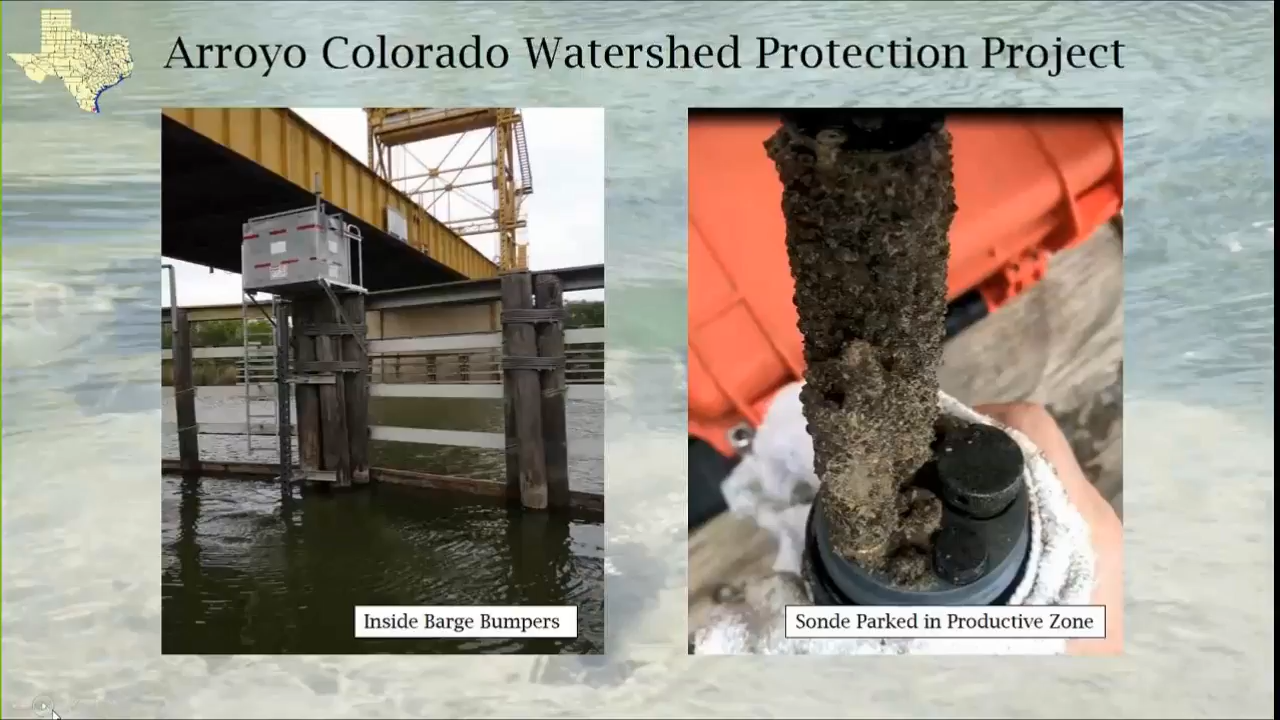 Arroyo Colorado Watershed Protection Project
Inside Barge Bumpers
Sonde Parked in Productive Zone